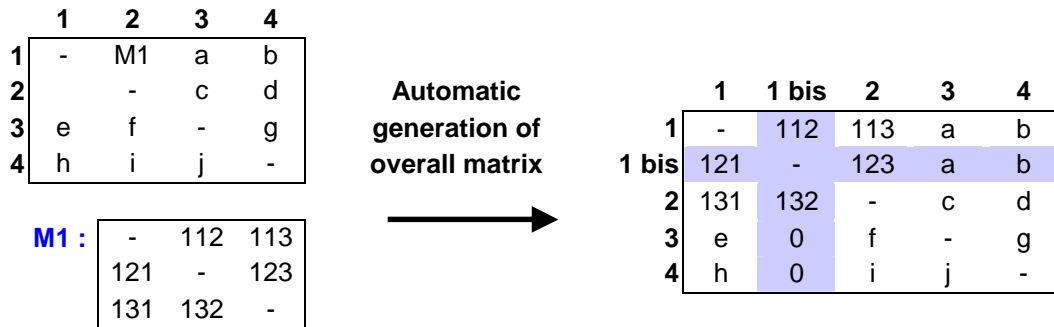 1 2 3 4
1 - M1 a b
2 - c d
3 e f - g
4 h i j -
M1 : - 112 113
121 - 123
131 132 -
Automatic
generation of
overall matrix
1 1 bis 2 3 4
1 - 112 113 a b
1 bis 121 - 123 a b
2 131 132 - c d
3 e 0 f - g
4 h 0 i j -